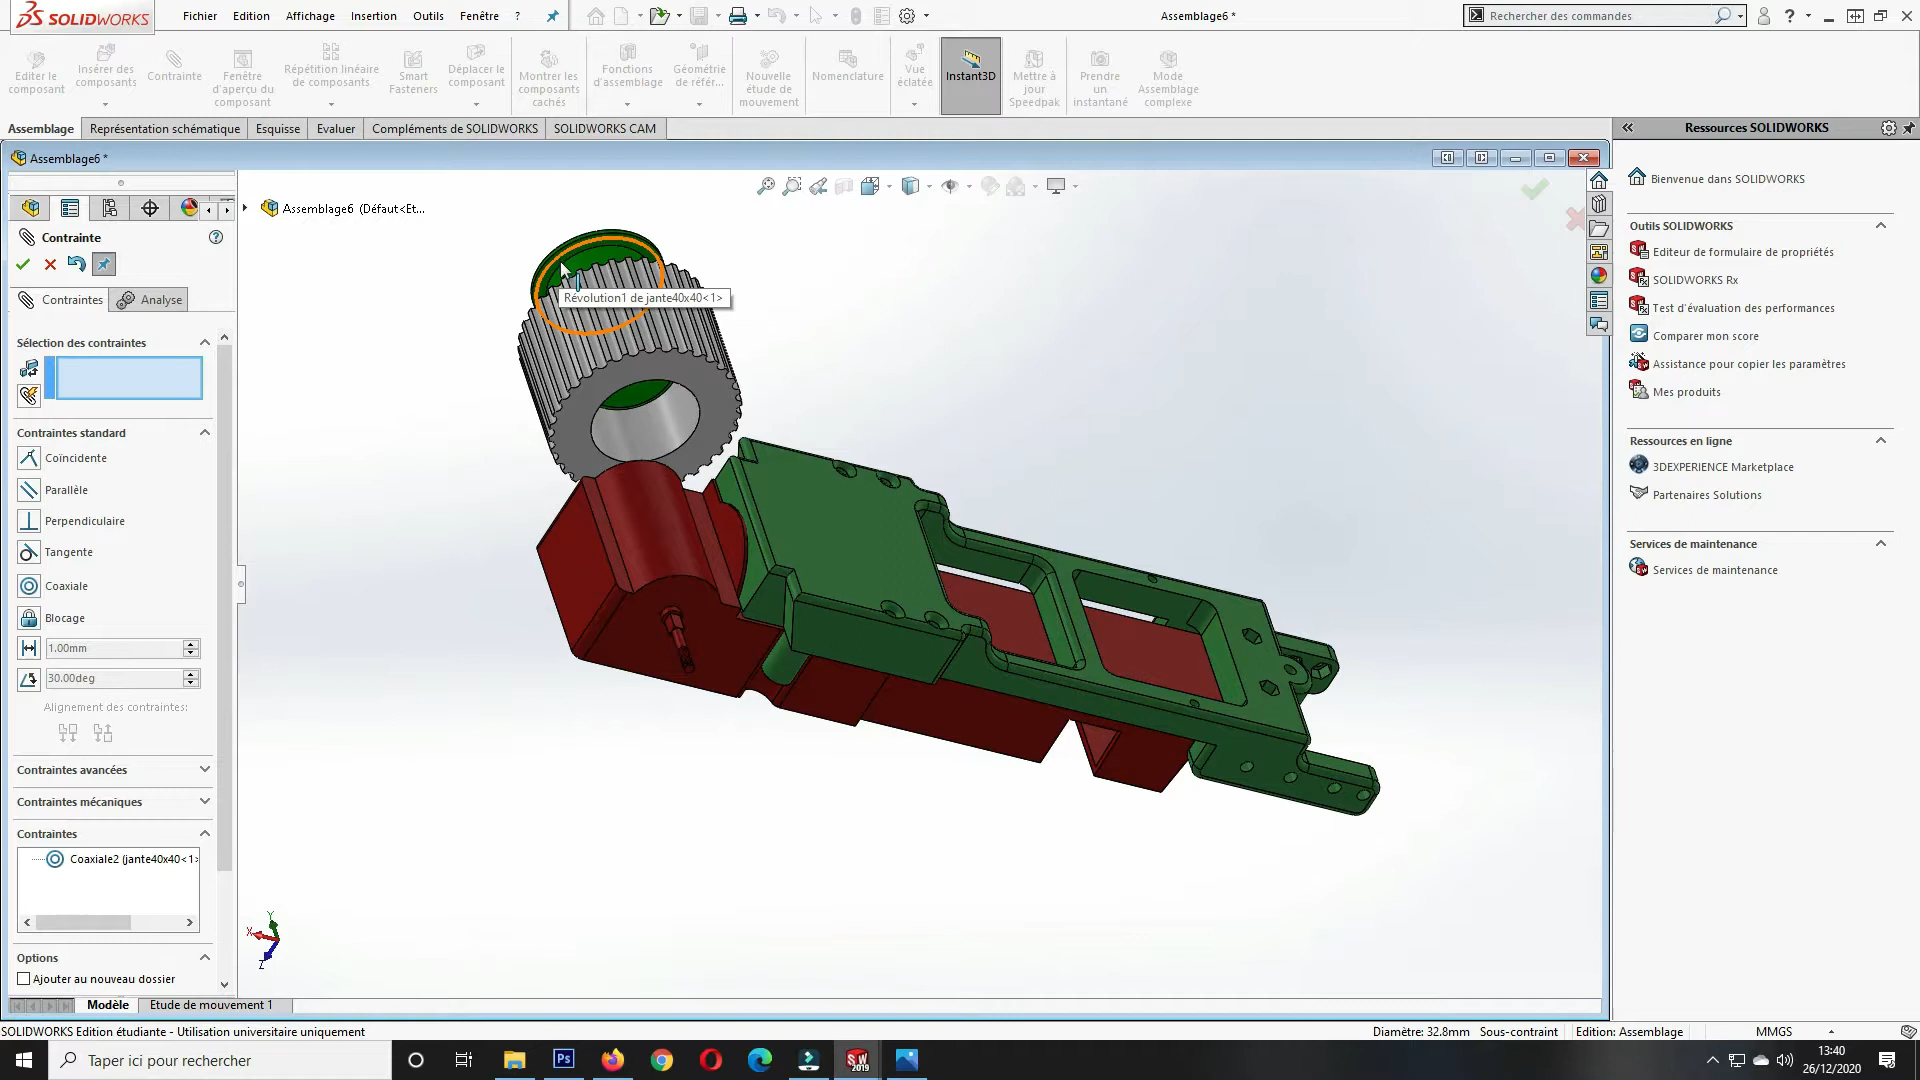 SOLIDWORKS
Fichier Edition Affichage Insertion Outils Fenêtre ?
Assemblage6 *
Rechercher des commandes
Editer le composant
Insérer des composants
Contrainte
Fenêtre d'aperçu du composant
Répétition linéaire de composants
Smart Fasteners
Déplacer le composant
Montrer les composants cachés
Fonctions d'assemblage
Géométrie de référ...
Nouvelle étude de mouvement
Nomenclature
Vue éclatée
Instant3D
Mettre à jour Speedpak
Prendre un instantané
Mode Assemblage complexe
Assemblage Représentation schématique Esquisse Evaluer Compléments de SOLIDWORKS SOLIDWORKS CAM
Ressources SOLIDWORKS
Assemblage6 *
Assemblage6 (Défaut<Et...
Contrainte
Contraintes Analyse
Sélection des contraintes
Contraintes standard
Coïncidente
Parallèle
Perpendiculaire
Tangente
Coaxiale
Blocage
1.00mm
30.00deg
Alignement des contraintes:
Contraintes avancées
Contraintes mécaniques
Contraintes
Coaxiale2 (jante40x40<1>
Options
Ajouter au nouveau dossier
Révolution1 de jante40x40<1>
Y
X
Z
Bienvenue dans SOLIDWORKS
Outils SOLIDWORKS
Editeur de formulaire de propriétés
SOLIDWORKS Rx
Test d'évaluation des performances
Comparer mon score
Assistance pour copier les paramètres
Mes produits
Ressources en ligne
3DEXPERIENCE Marketplace
Partenaires Solutions
Services de maintenance
Services de maintenance
Modèle Etude de mouvement 1
SOLIDWORKS Edition étudiante - Utilisation universitaire uniquement
Diamètre: 32.8mm Sous-contraint Edition: Assemblage MMGS
Taper ici pour rechercher
Ps
SW 2019
13:40
26/12/2020